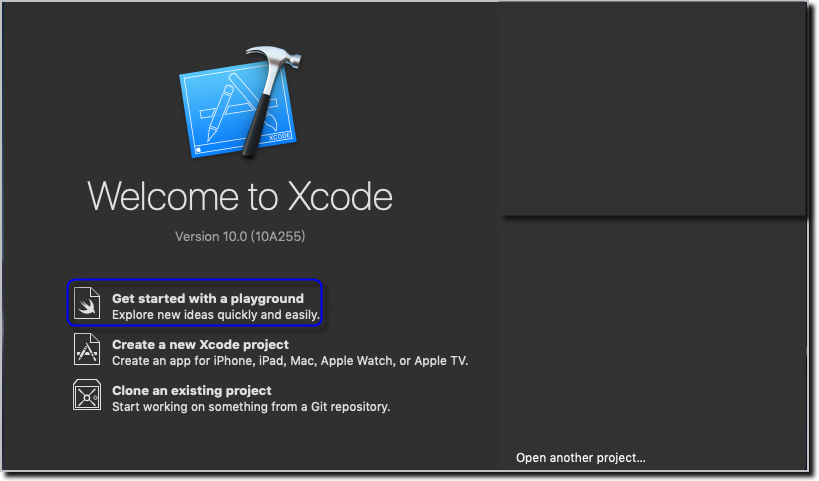 XCODE
Welcome to Xcode
Version 10.0 (10A255)
Get started with a playground
Explore new ideas quickly and easily.
Create a new Xcode project
Create an app for iPhone, iPad, Mac, Apple Watch, or Apple TV.
Clone an existing project
Start working on something from a Git repository.
Open another project...